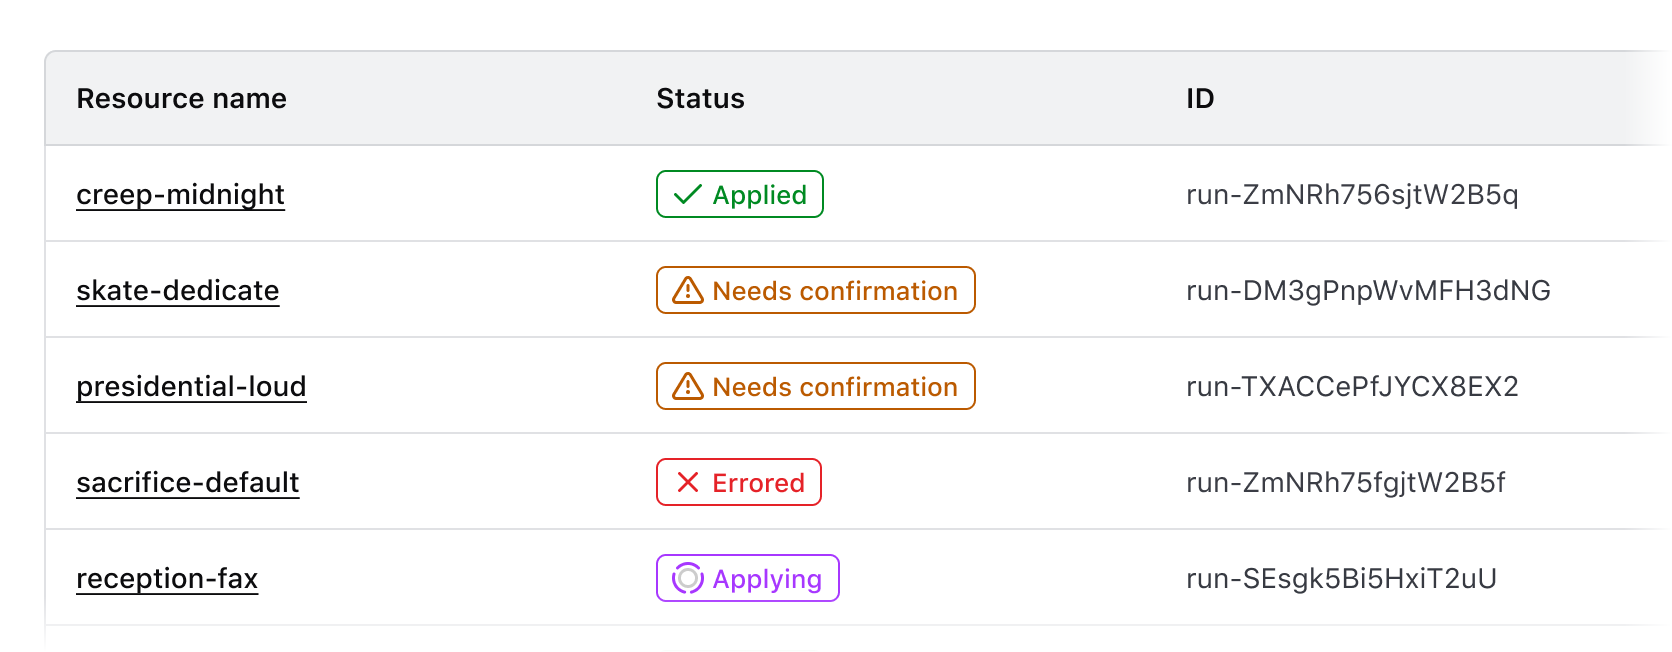 Resource name Status ID
creep-midnight Applied run-ZmNRh756sjtW2B5q
skate-dedicate Needs confirmation run-DM3gPnpWvMFH3dNG
presidential-loud Needs confirmation run-TXACCePfJYCX8EX2
sacrifice-default Errored run-ZmNRh75fgjtW2B5f
reception-fax Applying run-SEsgk5Bi5HxiT2uU